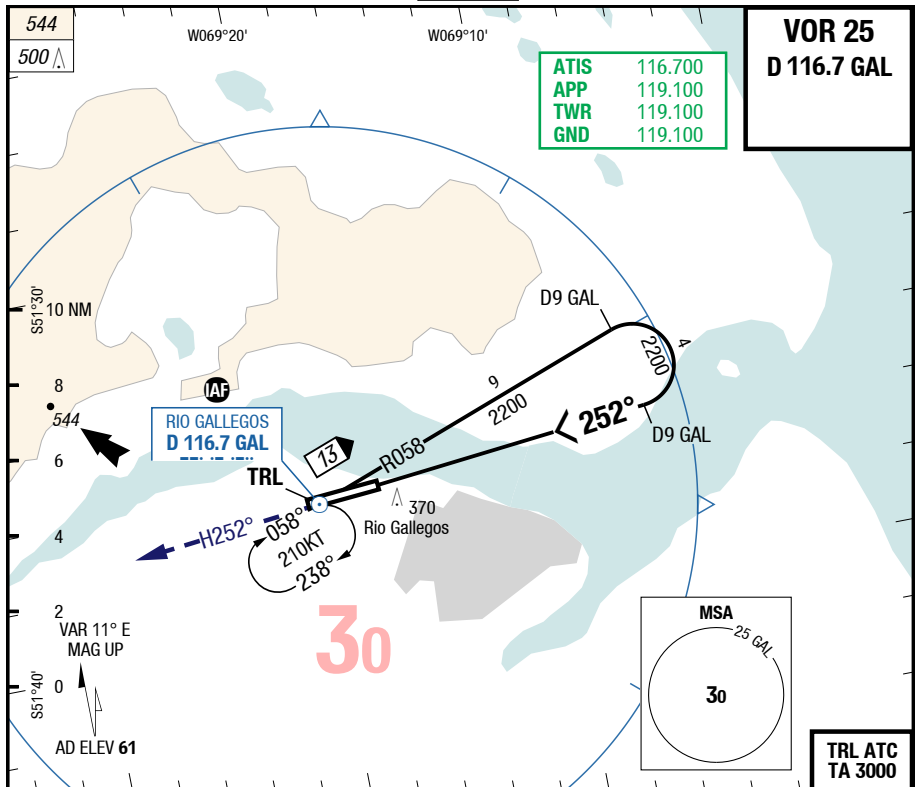 544
500
W069°20'
W069°10'
VOR 25
D 116.7 GAL
ATIS 116.700
APP 119.100
TWR 119.100
GND 119.100
S51°30'
10 NM
8
6
4
2
0
S51°40'
544
IAF
RIO GALLEGOS
D 116.7 GAL
TRL
13
R058
9
2200
D9 GAL
4
2200
252°
D9 GAL
370
Rio Gallegos
H252°
058°
210KT
238°
30
VAR 11° E
MAG UP
AD ELEV 61
MSA
25 GAL
30
TRL ATC
TA 3000